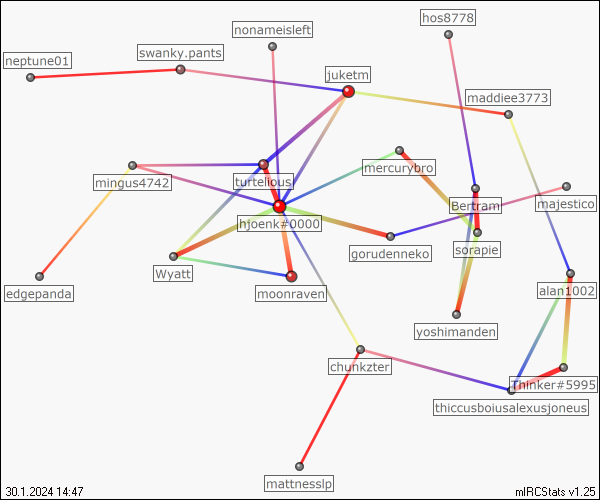 hos8778
nonameisleft
swanky.pants
neptune01
juketm
maddiee3773
mercurybro
turtelious
mingus4742
Bertram
majestico
hjoenk#0000
gorudenneko
sorapie
Wyatt
edgepanda
moonraven
alan1002
yoshimanden
chunkzter
Thinker#5995
thiccusboiusalexusjoneus
mattnesslp
30.1.2024 14:47
mIRCStats v1.25